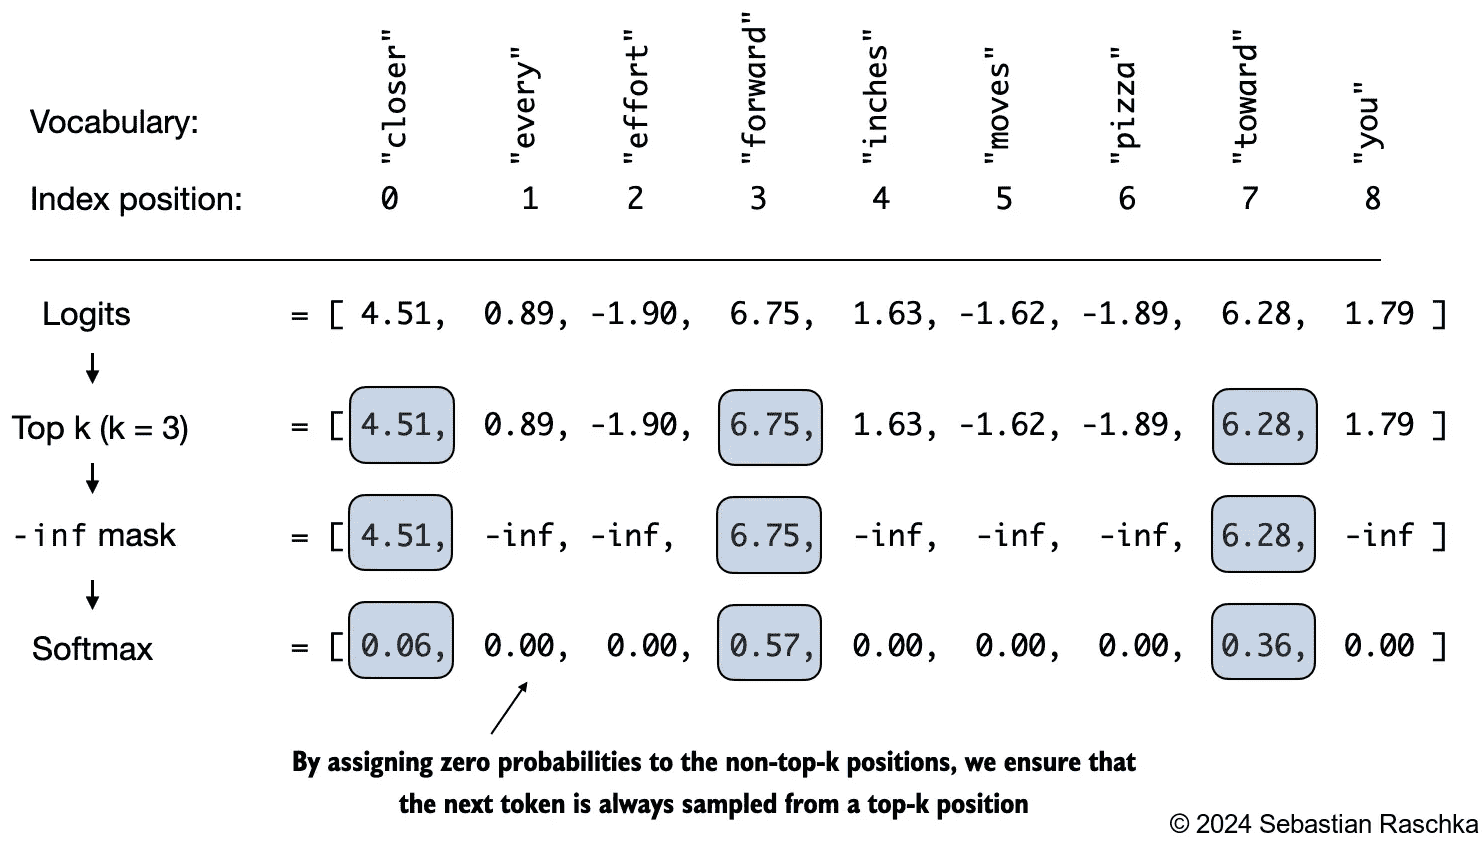 Vocabulary: "closer" "every" "effort" "forward" "inches" "moves" "pizza" "toward" "you"
Index position: 0 1 2 3 4 5 6 7 8
Logits = [ 4.51, 0.89, -1.90, 6.75, 1.63, -1.62, -1.89, 6.28, 1.79 ]
Top k (k = 3) = [ 4.51, 0.89, -1.90, 6.75, 1.63, -1.62, -1.89, 6.28, 1.79 ]
-inf mask = [ 4.51, -inf, -inf, 6.75, -inf, -inf, -inf, 6.28, -inf ]
Softmax = [ 0.06, 0.00, 0.00, 0.57, 0.00, 0.00, 0.00, 0.36, 0.00 ]
By assigning zero probabilities to the non-top-k positions, we ensure that
the next token is always sampled from a top-k position
© 2024 Sebastian Raschka